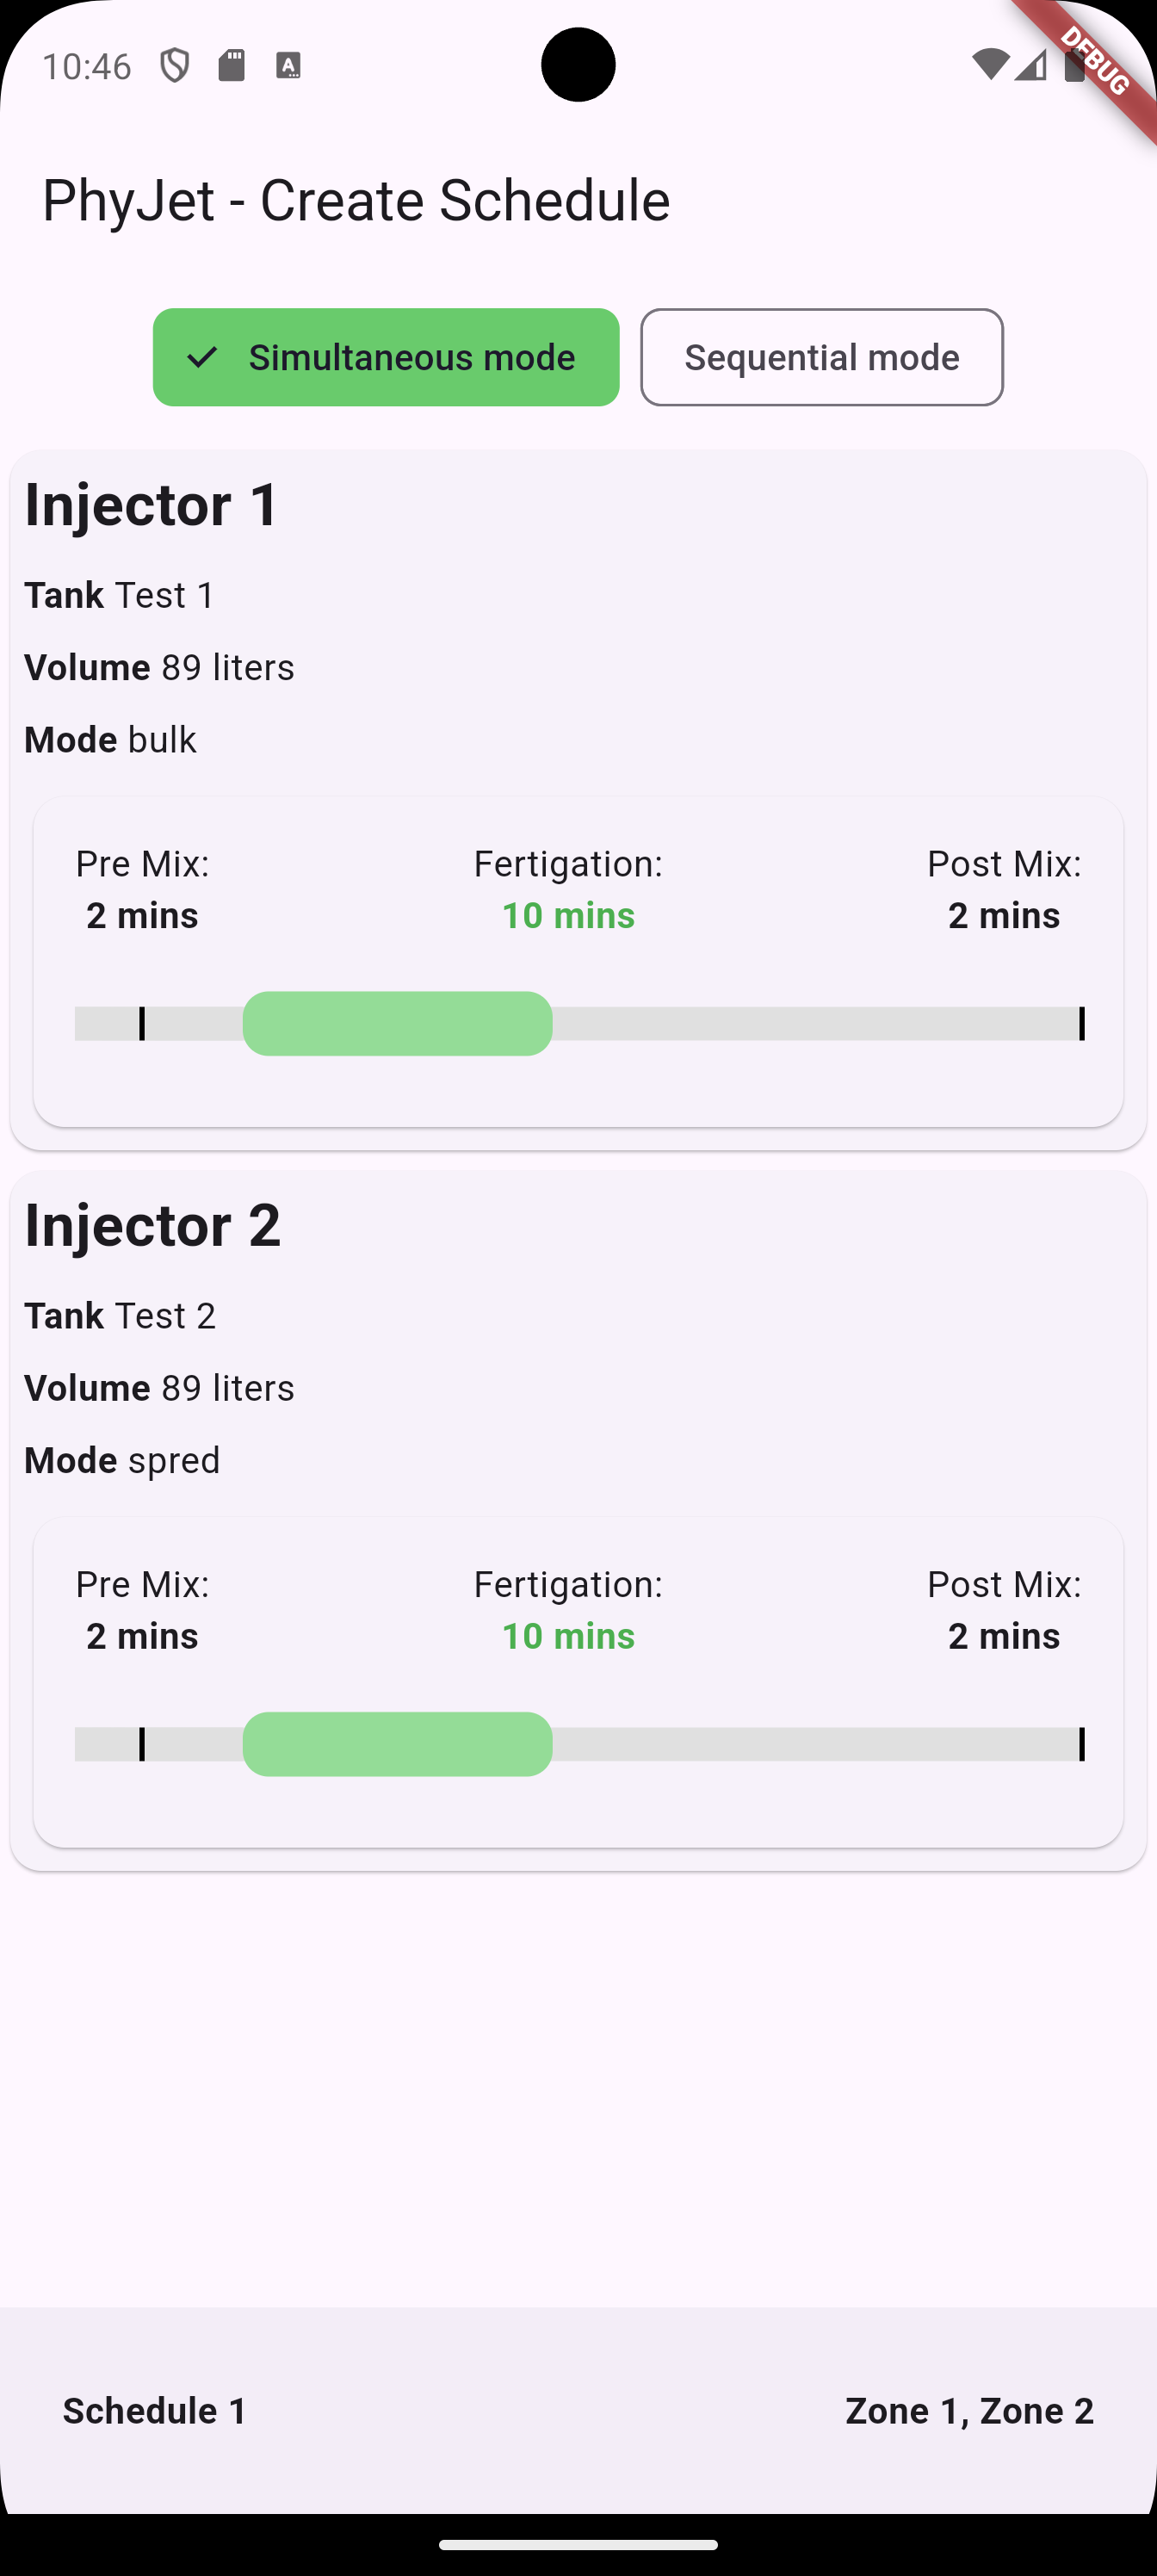 10:46
DEBUG
PhyJet - Create Schedule
Simultaneous mode Sequential mode
Injector 1
Tank Test 1
Volume 89 liters
Mode bulk
Pre Mix: Fertigation: Post Mix:
2 mins 10 mins 2 mins
Injector 2
Tank Test 2
Volume 89 liters
Mode spred
Pre Mix: Fertigation: Post Mix:
2 mins 10 mins 2 mins
Schedule 1 Zone 1, Zone 2